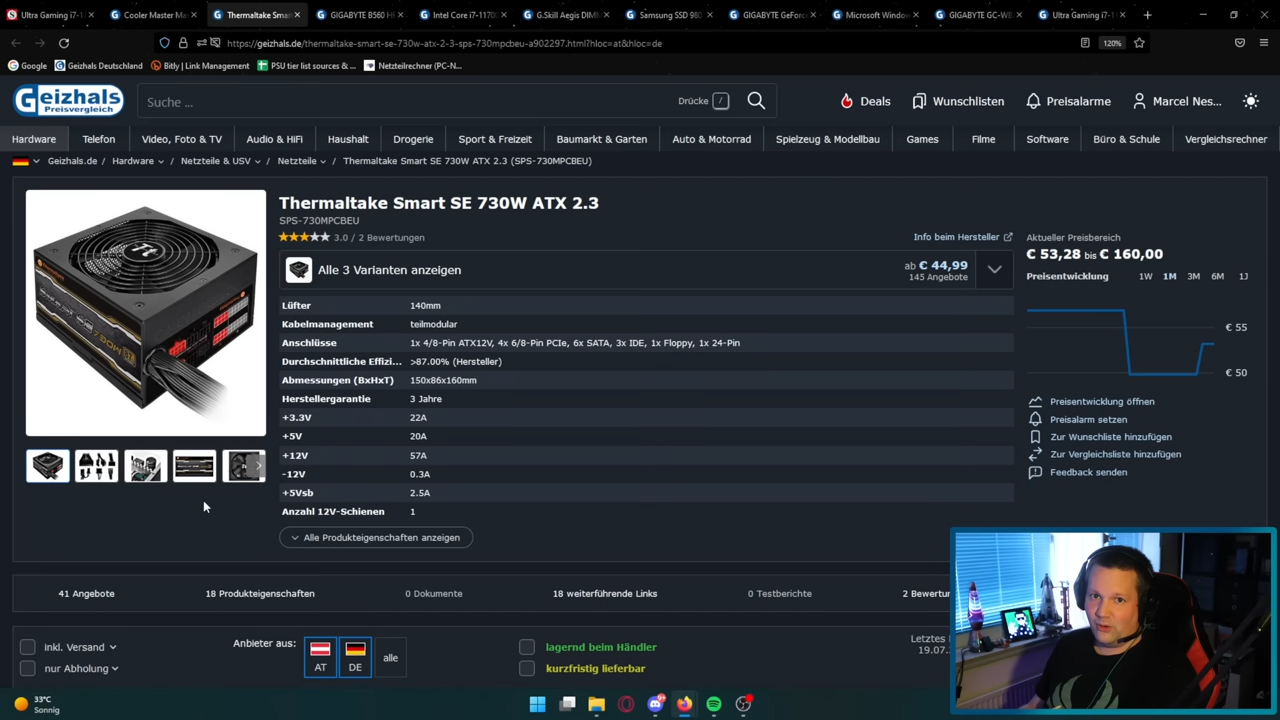 Ultra Gaming i7-1
Cooler Master Ma
Thermaltake Smar
GIGABYTE B560 H
Intel Core i7-1170
G.Skill Aegis DIMM
Samsung SSD 980
GIGABYTE GeForc
Microsoft Window
GIGABYTE GC-WB
Ultra Gaming i7-1
https://geizhals.de/thermaltake-smart-se-730w-atx-2-3-sps-730mpcbeu-a902297.html?hloc=at&hloc=de
120%
Google
Geizhals Deutschland
Bitly | Link Management
PSU tier list sources & ...
Netzteilrechner (PC-N...
Geizhals
Preisvergleich
Suche ...
Drücke /
Deals
Wunschlisten
Preisalarme
Marcel Nes...
Hardware
Telefon
Video, Foto & TV
Audio & HiFi
Haushalt
Drogerie
Sport & Freizeit
Baumarkt & Garten
Auto & Motorrad
Spielzeug & Modellbau
Games
Filme
Software
Büro & Schule
Vergleichsrechner
Geizhals.de / Hardware / Netzteile & USV / Netzteile / Thermaltake Smart SE 730W ATX 2.3 (SPS-730MPCBEU)
Thermaltake Smart SE 730W ATX 2.3
SPS-730MPCBEU
3.0 / 2 Bewertungen
Info beim Hersteller
Alle 3 Varianten anzeigen
ab € 44,99
145 Angebote
Lüfter 140mm
Kabelmanagement teilmodular
Anschlüsse 1x 4/8-Pin ATX12V, 4x 6/8-Pin PCIe, 6x SATA, 3x IDE, 1x Floppy, 1x 24-Pin
Durchschnittliche Effizi... >87.00% (Hersteller)
Abmessungen (BxHxT) 150x86x160mm
Herstellergarantie 3 Jahre
+3.3V 22A
+5V 20A
+12V 57A
-12V 0.3A
+5Vsb 2.5A
Anzahl 12V-Schienen 1
Alle Produkteigenschaften anzeigen
Aktueller Preisbereich
€ 53,28 bis € 160,00
Preisentwicklung 1W 1M 3M 6M 1J
€ 55
€ 50
Preisentwicklung öffnen
Preisalarm setzen
Zur Wunschliste hinzufügen
Zur Vergleichsliste hinzufügen
Feedback senden
41 Angebote
18 Produkteigenschaften
0 Dokumente
18 weiterführende Links
0 Testberichte
2 Bewertun
inkl. Versand
nur Abholung
Anbieter aus:
AT
DE
alle
lagernd beim Händler
kurzfristig lieferbar
Letztes
19.07.
33°C
Sonnig